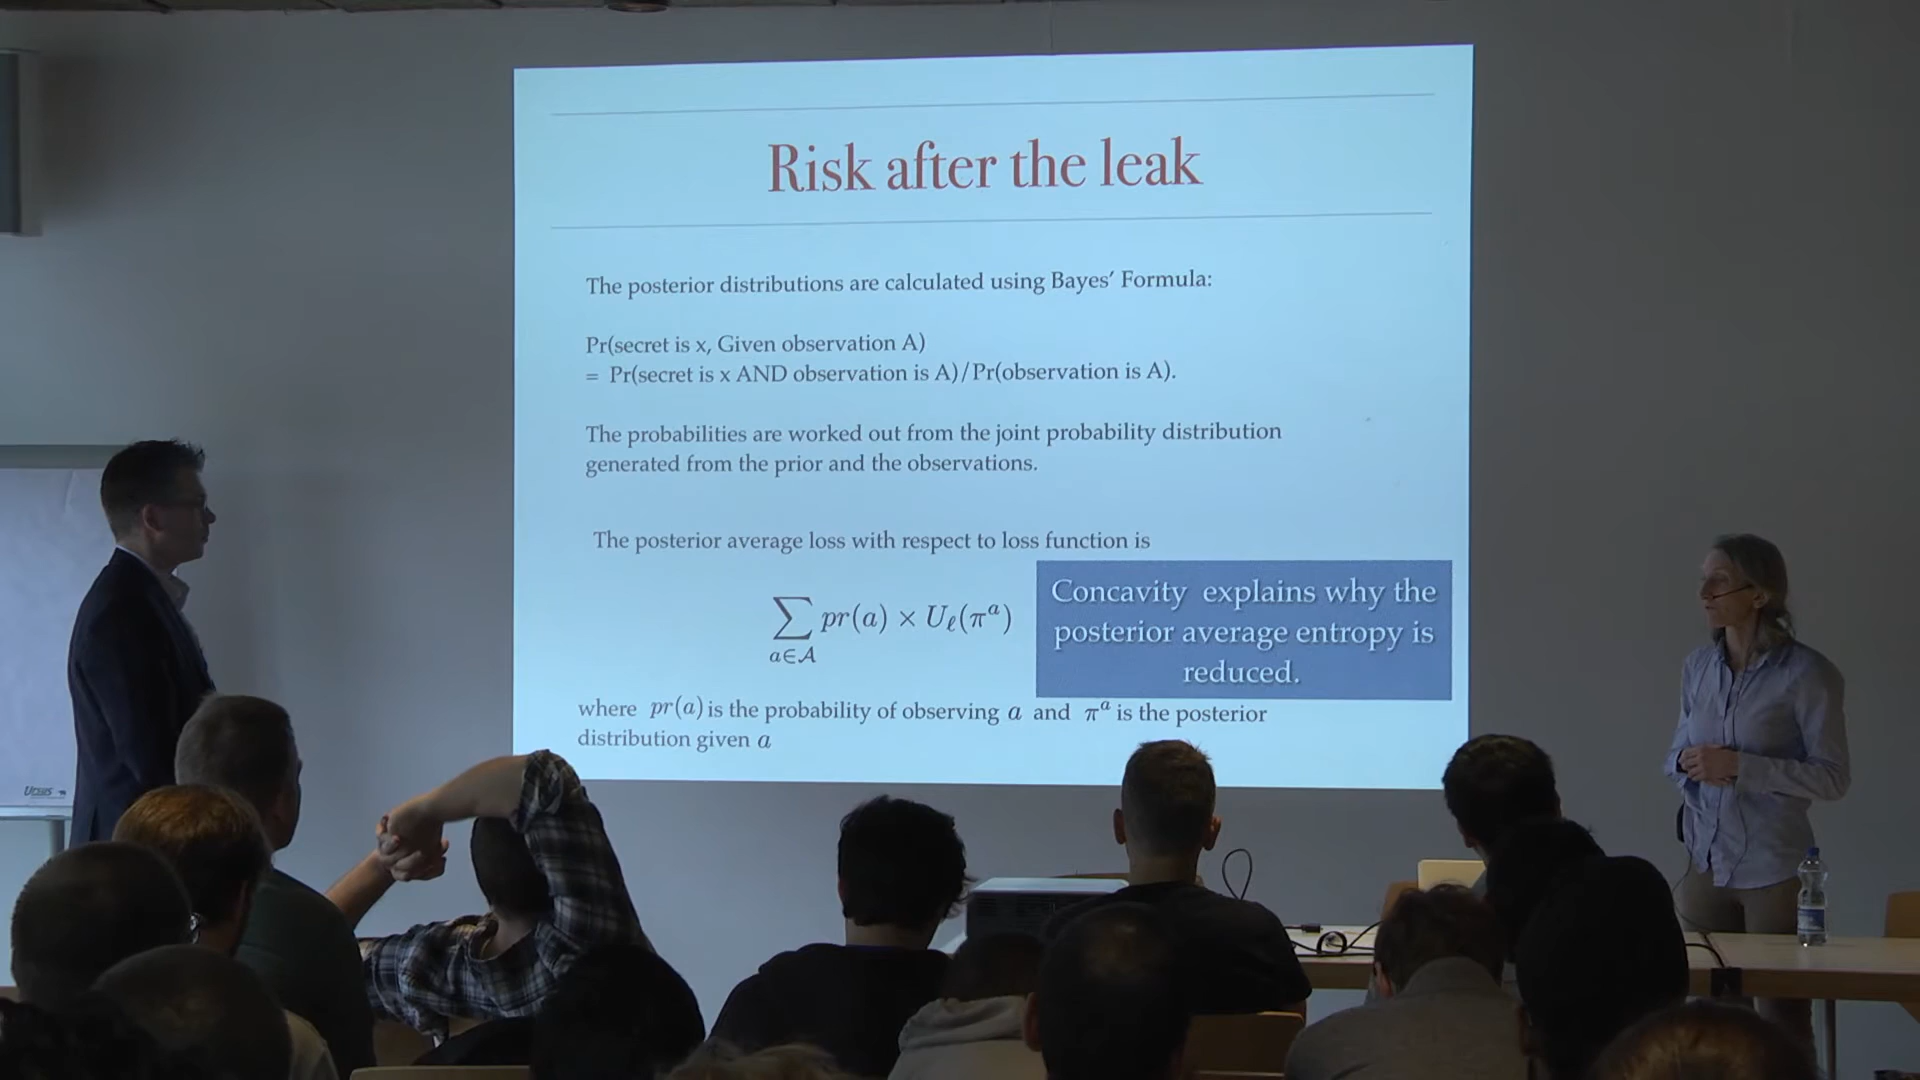 Risk after the leak
The posterior distributions are calculated using Bayes' Formula:
Pr(secret is x, Given observation A)
= Pr(secret is x AND observation is A)/Pr(observation is A).
The probabilities are worked out from the joint probability distribution
generated from the prior and the observations.
The posterior average loss with respect to loss function is
∑ pr(a) × Uℓ(πᵃ)
a∈𝒜
Concavity explains why the
posterior average entropy is
reduced.
where pr(a) is the probability of observing a and πᵃ is the posterior
distribution given a